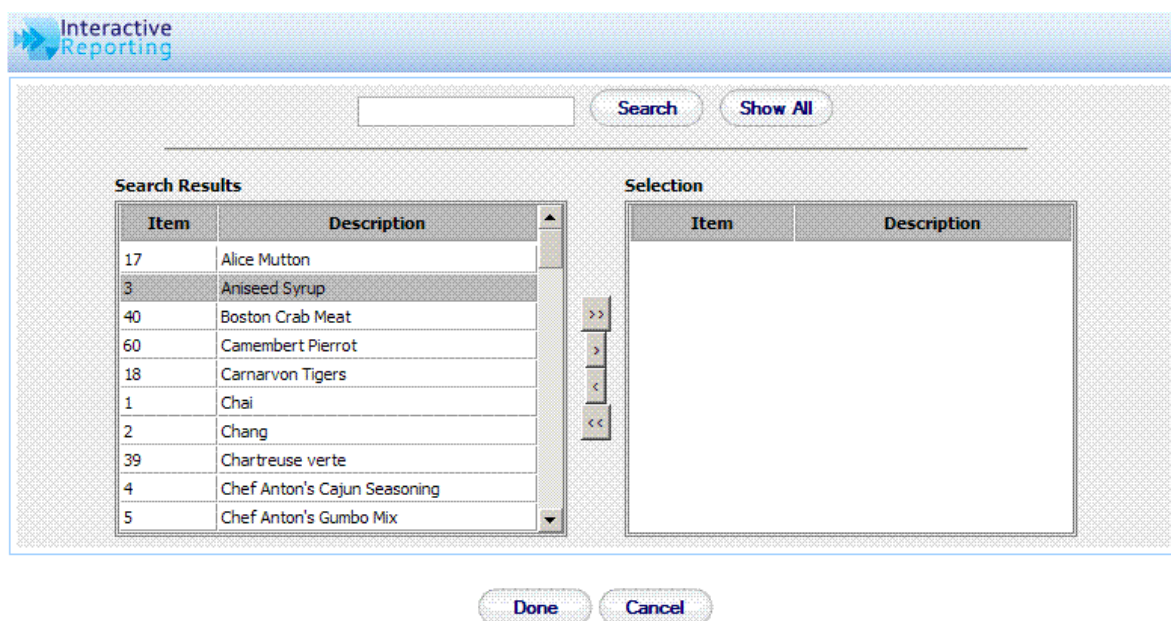 Interactive
Reporting
Search Show All
Search Results
Item Description
17 Alice Mutton
3 Aniseed Syrup
40 Boston Crab Meat
60 Camembert Pierrot
18 Carnarvon Tigers
1 Chai
2 Chang
39 Chartreuse verte
4 Chef Anton's Cajun Seasoning
5 Chef Anton's Gumbo Mix
>>
>
<
<<
Selection
Item Description
Done Cancel